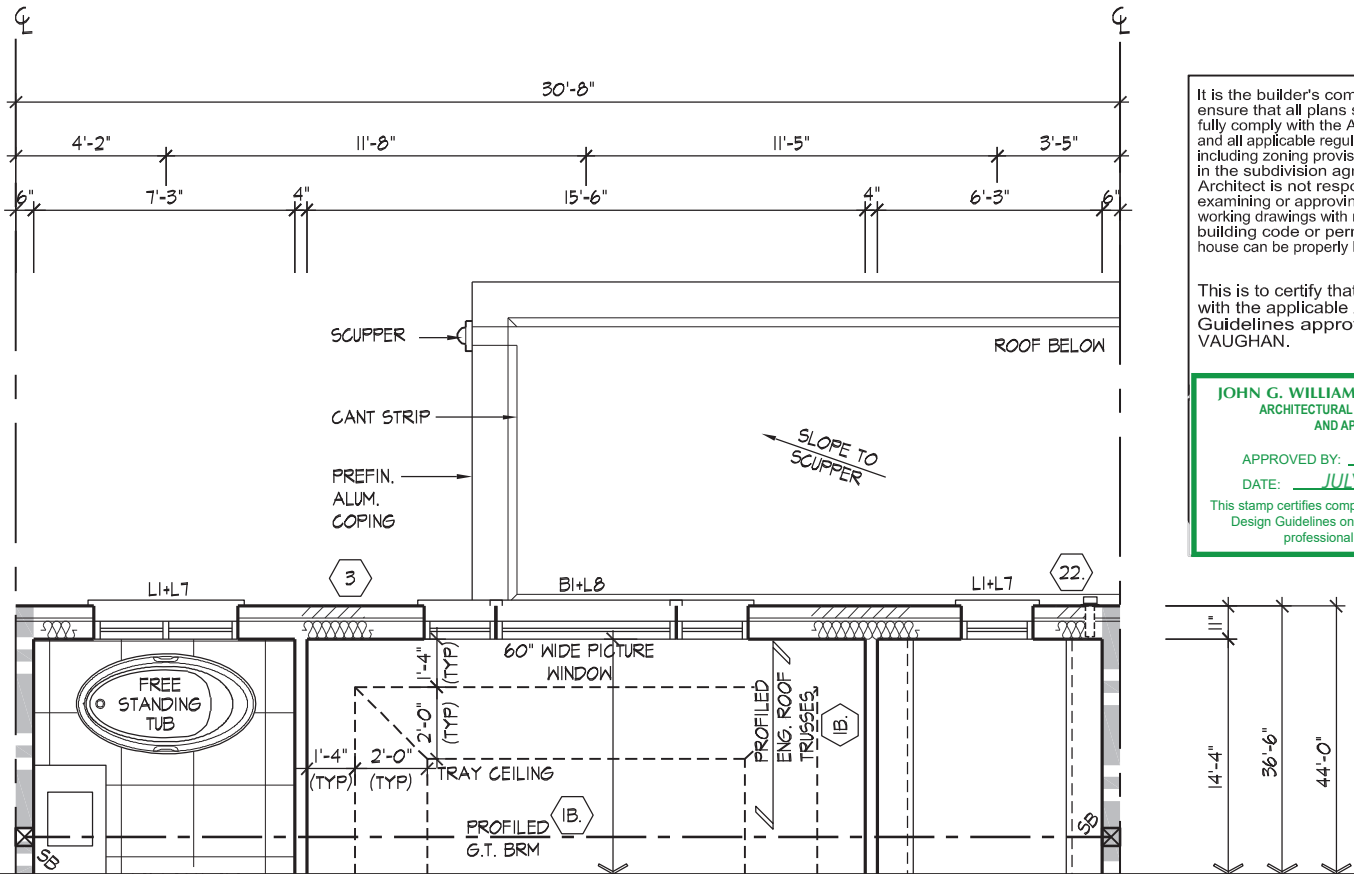 ℄ ℄
30'-8"
4'-2" 11'-8" 11'-5" 3'-5"
6" 7'-3" 4" 15'-6" 4" 6'-3" 6"
SCUPPER
ROOF BELOW
CANT STRIP
SLOPE TO
SCUPPER
PREFIN.
ALUM.
COPING
3
22.
L1+L7 B1+L8 L1+L7
60" WIDE PICTURE
WINDOW
1'-4"
(TYP)
2'-0"
(TYP)
FREE
STANDING
TUB
1'-4" 2'-0"
(TYP) (TYP)
TRAY CEILING
PROFILED
ENG. ROOF
TRUSSES
1B.
PROFILED
G.T. BRM
1B.
SB
SB
11"
14'-4"
36'-6"
44'-0"
It is the builder's com
ensure that all plans s
fully comply with the A
and all applicable regul
including zoning provis
in the subdivision agr
Architect is not respo
examining or approvin
working drawings with
building code or perr
house can be properly
This is to certify that
with the applicable
Guidelines appro
VAUGHAN.
JOHN G. WILLIAM
ARCHITECTURAL
AND AP
APPROVED BY:
DATE: JULY
This stamp certifies comp
Design Guidelines on
professional